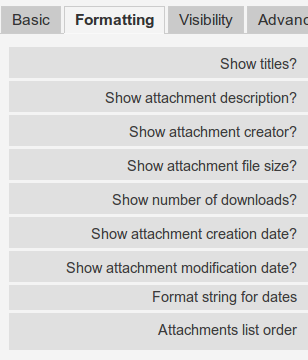 Basic Formatting Visibility Advanc
Show titles?
Show attachment description?
Show attachment creator?
Show attachment file size?
Show number of downloads?
Show attachment creation date?
Show attachment modification date?
Format string for dates
Attachments list order